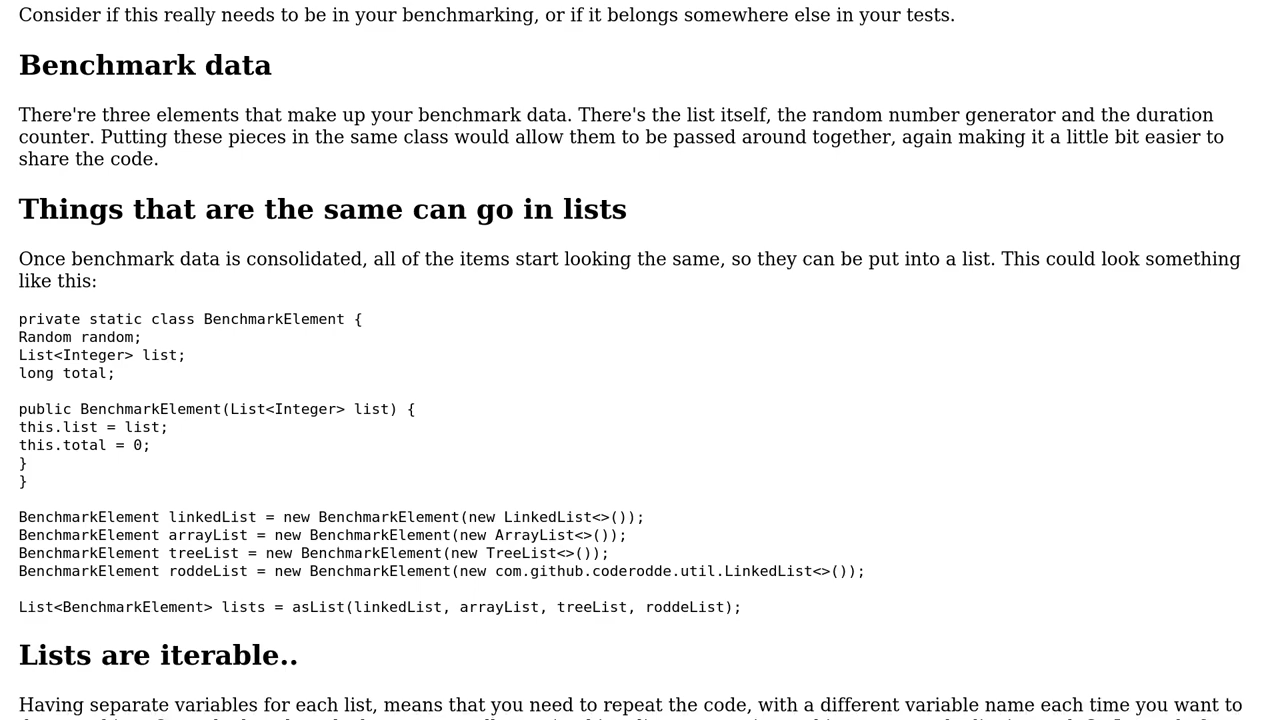 Consider if this really needs to be in your benchmarking, or if it belongs somewhere else in your tests.
Benchmark data
There're three elements that make up your benchmark data. There's the list itself, the random number generator and the duration
counter. Putting these pieces in the same class would allow them to be passed around together, again making it a little bit easier to
share the code.
Things that are the same can go in lists
Once benchmark data is consolidated, all of the items start looking the same, so they can be put into a list. This could look something
like this:
private static class BenchmarkElement {
Random random;
List<Integer> list;
long total;
public BenchmarkElement(List<Integer> list) {
this.list = list;
this.total = 0;
}
}
BenchmarkElement linkedList = new BenchmarkElement(new LinkedList<>());
BenchmarkElement arrayList = new BenchmarkElement(new ArrayList<>());
BenchmarkElement treeList = new BenchmarkElement(new TreeList<>());
BenchmarkElement roddeList = new BenchmarkElement(new com.github.coderodde.util.LinkedList<>());
List<BenchmarkElement> lists = asList(linkedList, arrayList, treeList, roddeList);
Lists are iterable..
Having separate variables for each list, means that you need to repeat the code, with a different variable name each time you want to